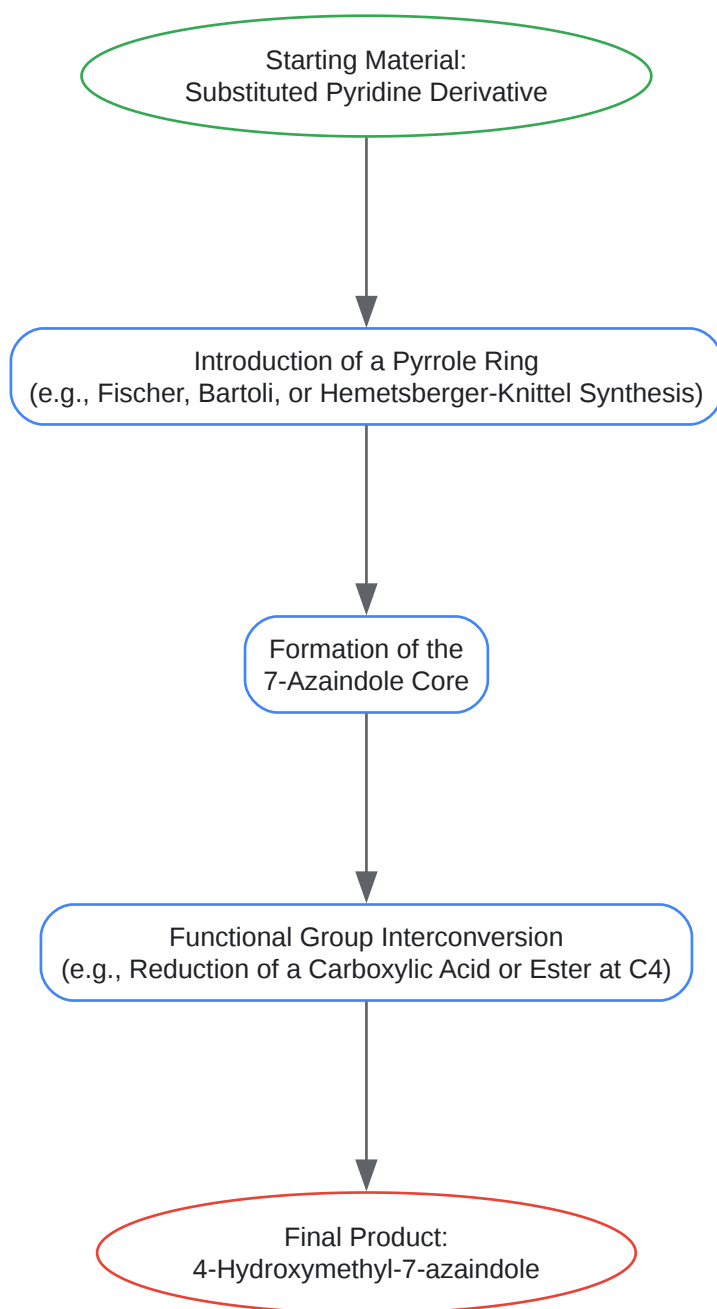 Starting Material:
Substituted Pyridine Derivative
Introduction of a Pyrrole Ring
(e.g., Fischer, Bartoli, or Hemetsberger-Knittel Synthesis)
Formation of the
7-Azaindole Core
Functional Group Interconversion
(e.g., Reduction of a Carboxylic Acid or Ester at C4)
Final Product:
4-Hydroxymethyl-7-azaindole